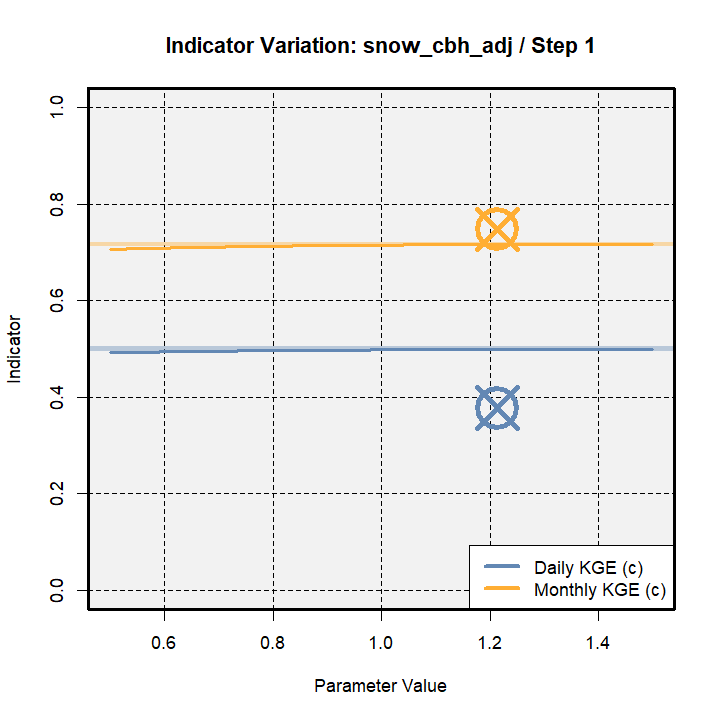 Indicator Variation: snow_cbh_adj / Step 1
Indicator
1.0
0.8
0.6
0.4
0.2
0.0
0.6
0.8
1.0
1.2
1.4
Parameter Value
Daily KGE (c)
Monthly KGE (c)